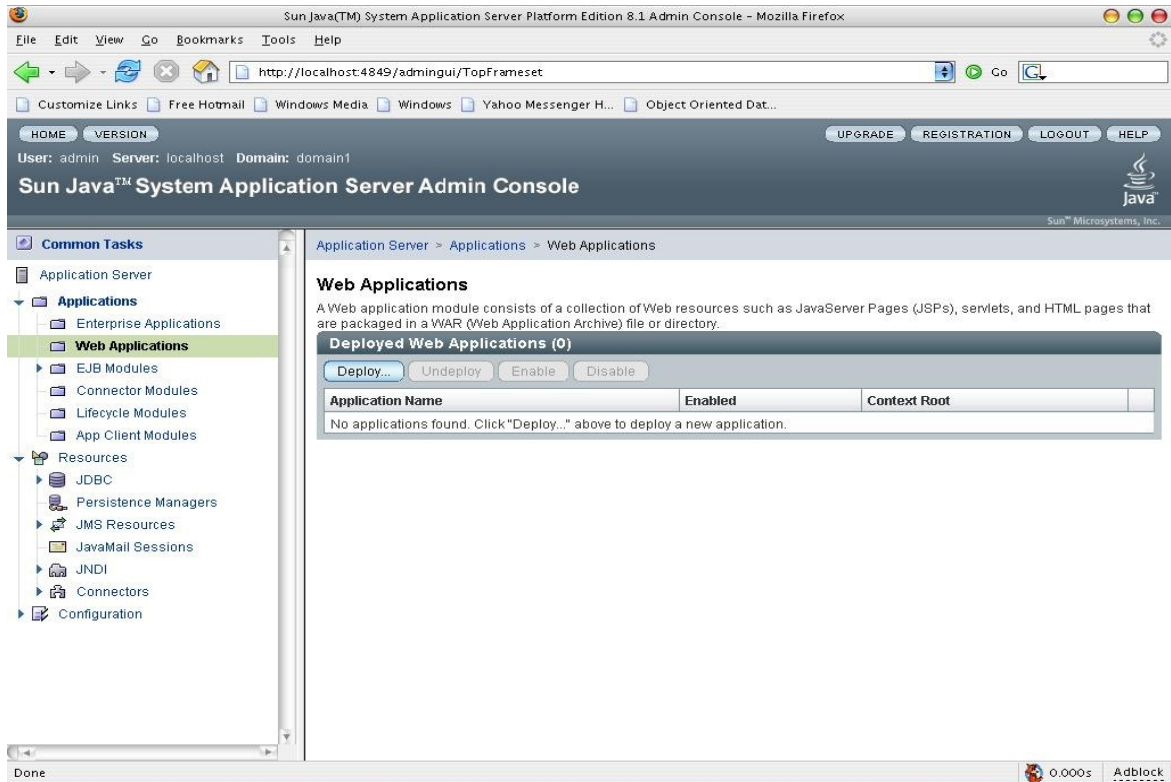 Sun Java(TM) System Application Server Platform Edition 8.1 Admin Console - Mozilla Firefox
File Edit View Go Bookmarks Tools Help
http://localhost:4849/admingui/TopFrameset
Go
G
Customize Links Free Hotmail Windows Media Windows Yahoo Messenger H... Object Oriented Dat...
HOME VERSION UPGRADE REGISTRATION LOGOUT HELP
User: admin Server: localhost Domain: domain1
Sun Java™ System Application Server Admin Console
Java™
Sun™ Microsystems, Inc.
Common Tasks
Application Server
Applications
Enterprise Applications
Web Applications
EJB Modules
Connector Modules
Lifecycle Modules
App Client Modules
Resources
JDBC
Persistence Managers
JMS Resources
JavaMail Sessions
JNDI
Connectors
Configuration
Application Server > Applications > Web Applications
Web Applications
A Web application module consists of a collection of Web resources such as JavaServer Pages (JSPs), servlets, and HTML pages that
are packaged in a WAR (Web Application Archive) file or directory.
Deployed Web Applications (0)
Deploy... Undeploy Enable Disable
Application Name Enabled Context Root
No applications found. Click "Deploy..." above to deploy a new application.
Done 0.000s Adblock